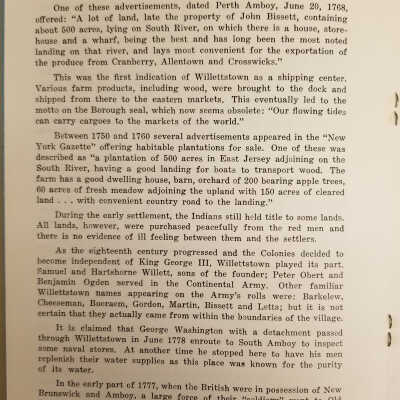 One of these advertisements, dated Perth Amboy, June 20, 1768,
offered: "A lot of land, late the property of John Bissett, containing
about 500 acres, lying on South River, on which there is a house, store-
house and a wharf, being the best and has long been the most noted
landing on that river, and lays most convenient for the exportation of
the produce from Cranberry, Allentown and Crosswicks."
This was the first indication of Willettstown as a shipping center.
Various farm products, including wood, were brought to the dock and
shipped from there to the eastern markets. This eventually led to the
motto on the Borough seal, which now seems obsolete: "Our flowing tides
can carry cargoes to the markets of the world."
Between 1750 and 1760 several advertisements appeared in the "New
York Gazette" offering habitable plantations for sale. One of these was
described as "a plantation of 500 acres in East Jersey adjoining on the
South River, having a good landing for boats to transport wood. The
farm has a good dwelling house, barn, orchard of 200 bearing apple trees,
60 acres of fresh meadow adjoining the upland with 150 acres of cleared
land . . . with convenient country road to the landing."
During the early settlement, the Indians still held title to some lands.
All lands, however, were purchased peacefully from the red men and
there is no evidence of ill feeling between them and the settlers.
As the eighteenth century progressed and the Colonies decided to
become independent of King George III, Willettstown played its part.
Samuel and Hartshorne Willett, sons of the founder; Peter Obert and
Benjamin Ogden served in the Continental Army. Other familiar
Willettstown names appearing on the Army's rolls were: Barkelew,
Cheeseman, Booraem, Gordon, Martin, Bissett and Letts; but it is not
certain that they actually came from within the boundaries of the village.
It is claimed that George Washington with a detachment passed
through Willettstown in June 1778 enroute to South Amboy to inspect
some naval stores. At another time he stopped here to have his men
replenish their water supplies as this place was known for the purity
of its water.
In the early part of 1777, when the British were in possession of New
Brunswick and Amboy, a large force of their "soldiers" went to Old